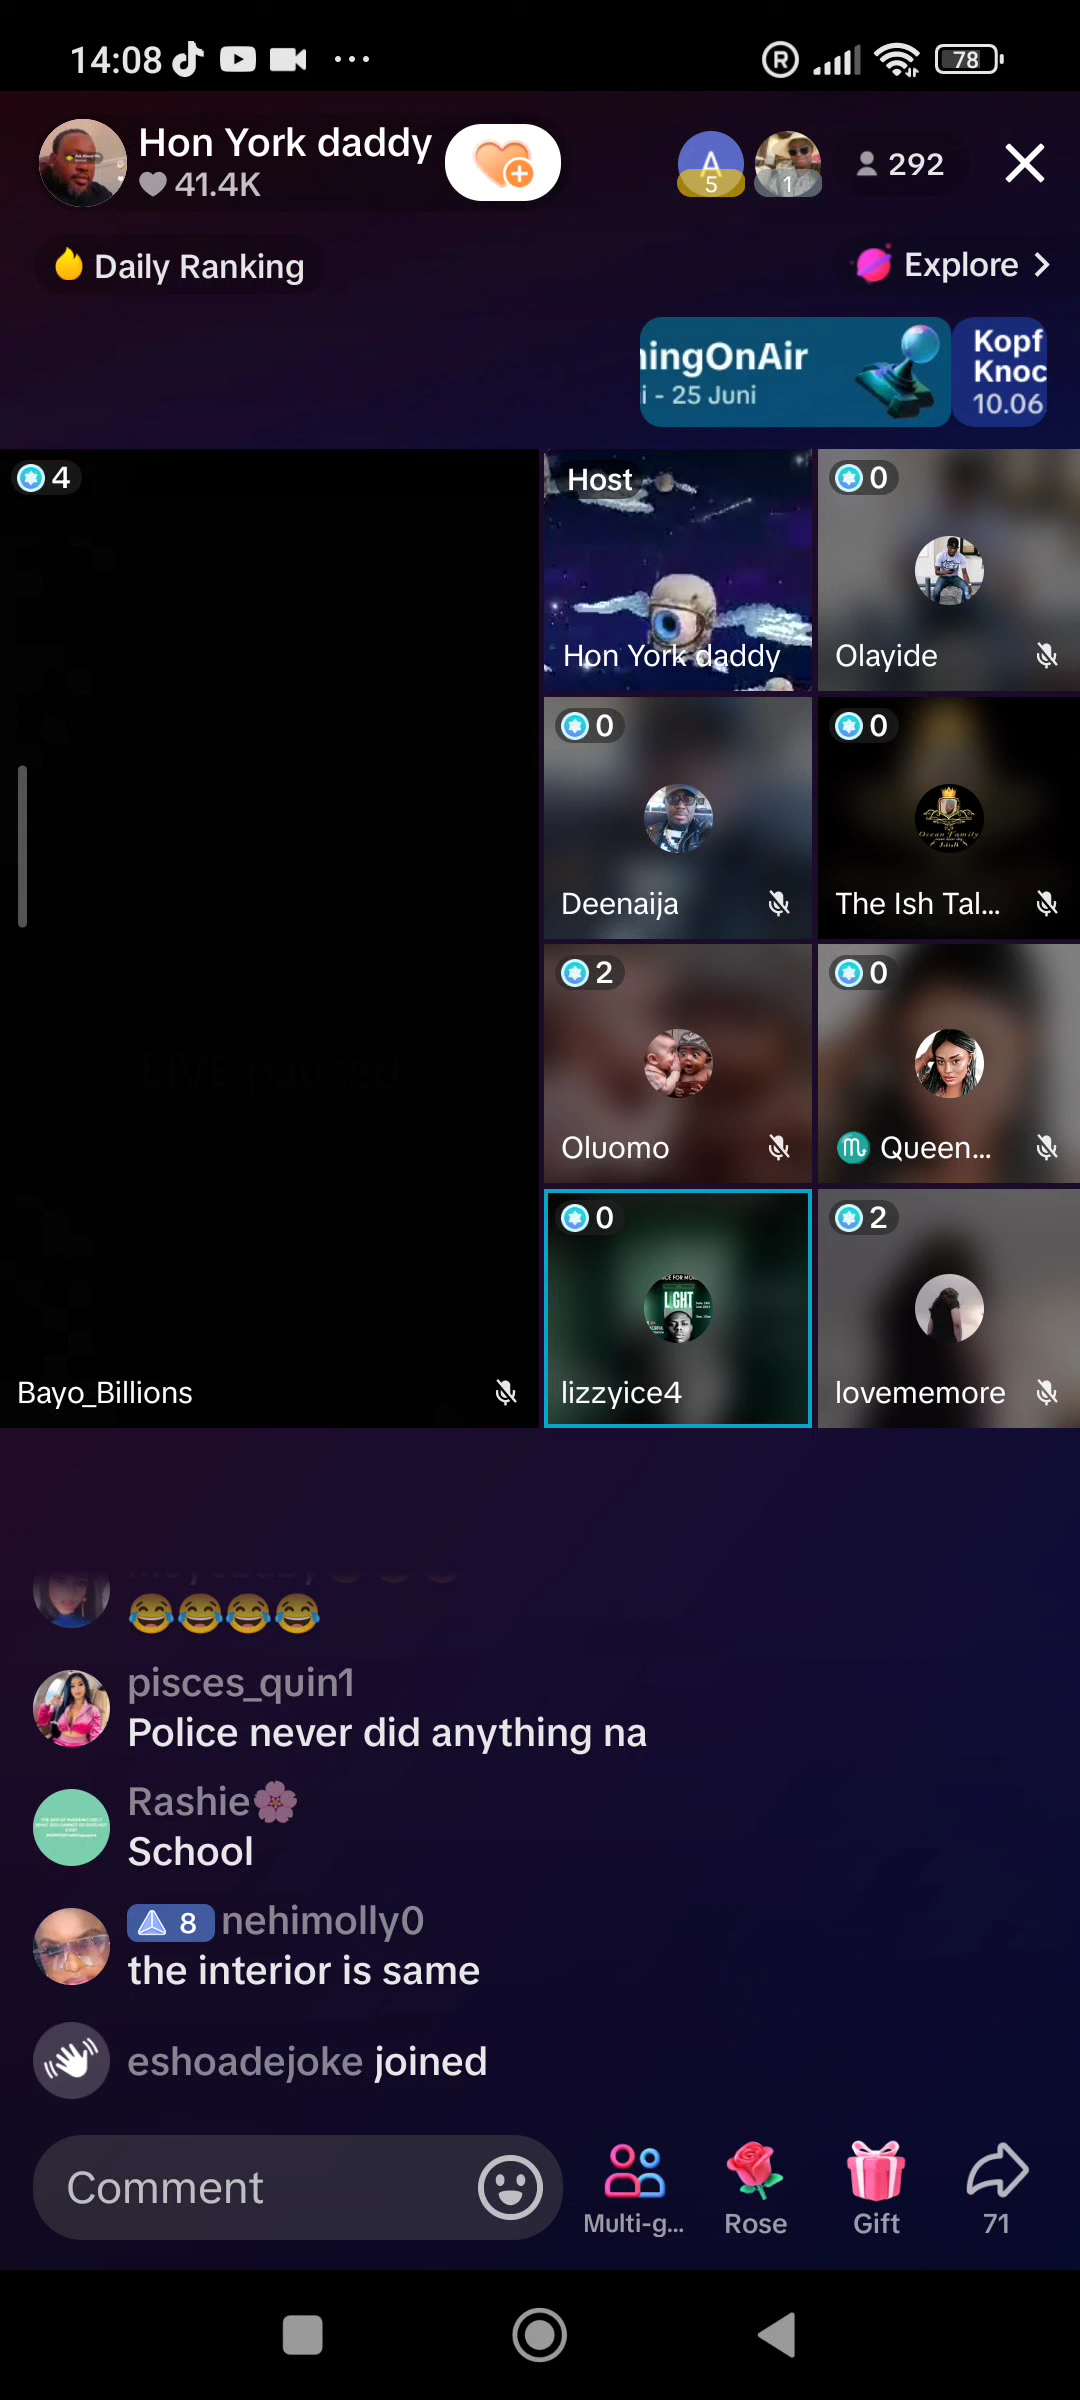 14:08
78
Hon York daddy
41.4K
A
5
1
292
Daily Ranking
Explore
ningOnAir
i - 25 Juni
Kopf
Knoc
10.06
4
Host
Hon York daddy
0
Olayide
0
Deenaija
0
The Ish Tal...
2
Oluomo
0
Queen...
0
LIGHT
lizzyice4
2
lovememore
Bayo_Billions
😂😂😂😂
pisces_quin1
Police never did anything na
Rashie🌸
School
8 nehimolly0
the interior is same
eshoadejoke joined
Comment
Multi-g...
Rose
Gift
71